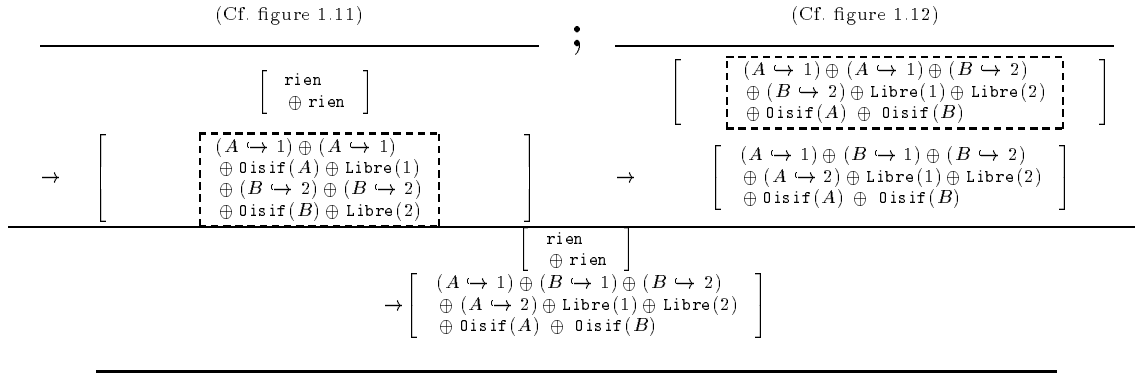 (Cf. figure 1.11) ; (Cf. figure 1.12)
rien
⊕ rien
→ (A ↪ 1) ⊕ (A ↪ 1)
⊕ Oisif(A) ⊕ Libre(1)
⊕ (B ↪ 2) ⊕ (B ↪ 2)
⊕ Oisif(B) ⊕ Libre(2)
(A ↪ 1) ⊕ (A ↪ 1) ⊕ (B ↪ 2)
⊕ (B ↪ 2) ⊕ Libre(1) ⊕ Libre(2)
⊕ Oisif(A) ⊕ Oisif(B)
(A ↪ 1) ⊕ (B ↪ 1) ⊕ (B ↪ 2)
→ ⊕ (A ↪ 2) ⊕ Libre(1) ⊕ Libre(2)
⊕ Oisif(A) ⊕ Oisif(B)
rien
⊕ rien
(A ↪ 1) ⊕ (B ↪ 1) ⊕ (B ↪ 2)
→ ⊕ (A ↪ 2) ⊕ Libre(1) ⊕ Libre(2)
⊕ Oisif(A) ⊕ Oisif(B)